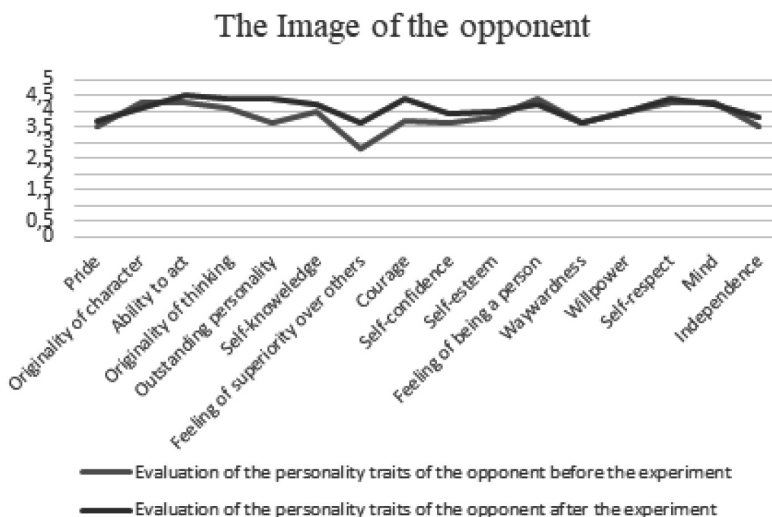 The Image of the opponent
5
4,5
4
3,5
3
2,5
2
1,5
1
0,5
0
Pride
Originality of character
Ability to act
Originality of thinking
Outstanding personality
Self-knoweledge
Feeling of superiority over others
Courage
Self-confidence
Self-esteem
Feeling of being a person
Waywardness
Willpower
Self-respect
Mind
Independence
Evaluation of the personality traits of the opponent before the experiment
Evaluation of the personality traits of the opponent after the experiment